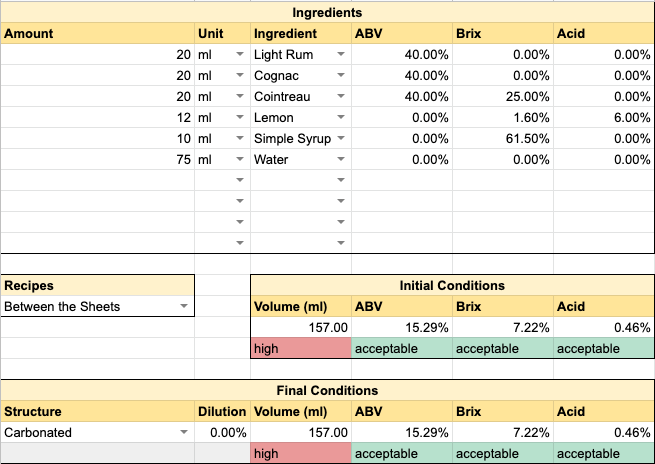 Ingredients
Amount Unit Ingredient ABV Brix Acid
20 ml Light Rum 40.00% 0.00% 0.00%
20 ml Cognac 40.00% 0.00% 0.00%
20 ml Cointreau 40.00% 25.00% 0.00%
12 ml Lemon 0.00% 1.60% 6.00%
10 ml Simple Syrup 0.00% 61.50% 0.00%
75 ml Water 0.00% 0.00% 0.00%
Recipes Initial Conditions
Between the Sheets Volume (ml) ABV Brix Acid
157.00 15.29% 7.22% 0.46%
high acceptable acceptable acceptable
Final Conditions
Structure Dilution Volume (ml) ABV Brix Acid
Carbonated 0.00% 157.00 15.29% 7.22% 0.46%
high acceptable acceptable acceptable